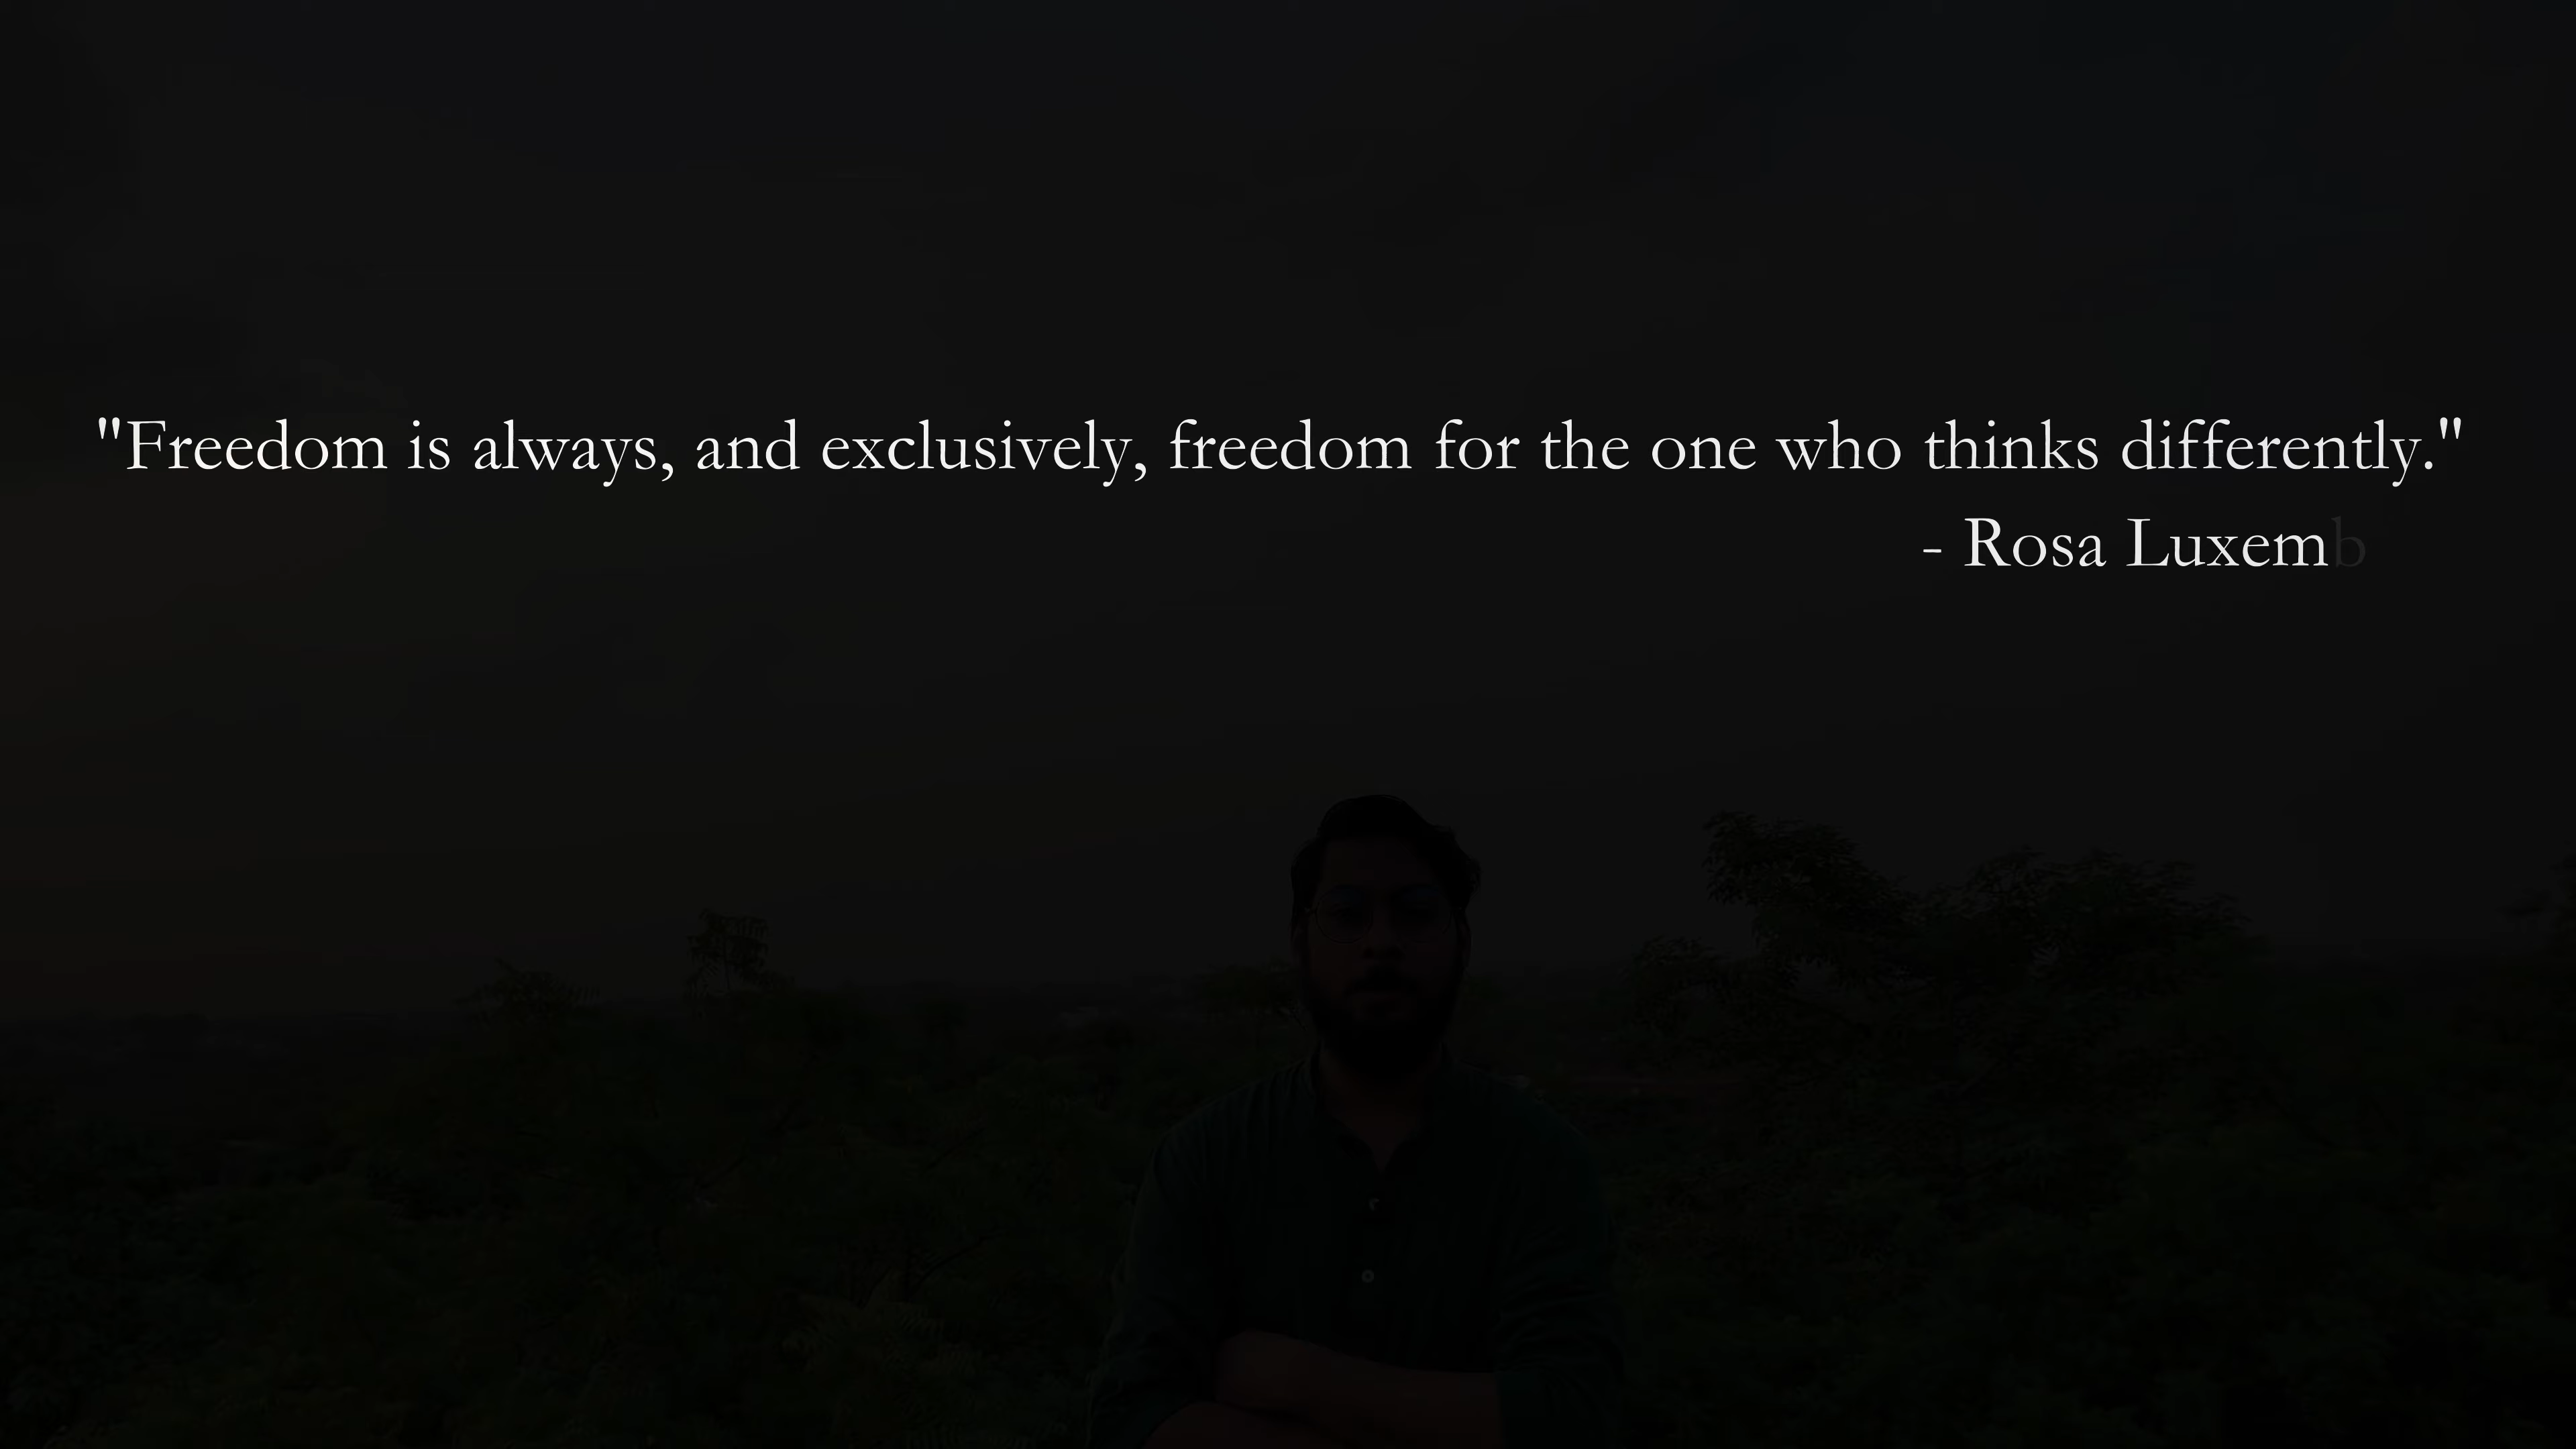 "Freedom is always, and exclusively, freedom for the one who thinks differently."
- Rosa Luxemb